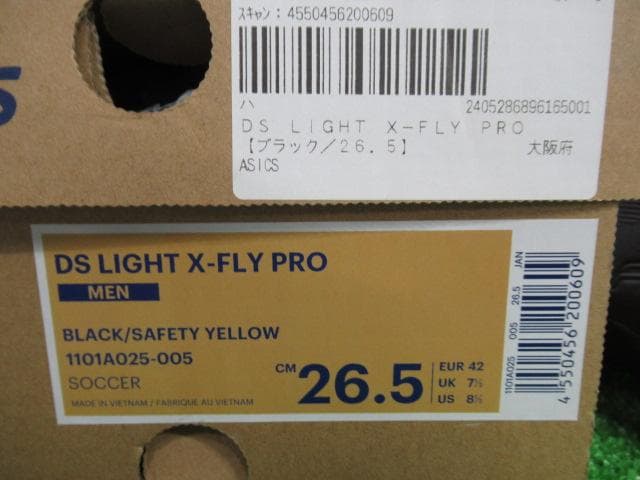 スキャン: 4550456200609
ハ
2405286896165001
DS LIGHT X-FLY PRO
【ブラック/26.5】
大阪府
ASICS
S
DS LIGHT X-FLY PRO
MEN
BLACK/SAFETY YELLOW
1101A025-005
SOCCER
MADE IN VIETNAM / FABRIQUE AU VIETNAM
CM 26.5
EUR 42
UK 7½
US 8½
1101A025 005 26.5 JAN
4 550456 200609